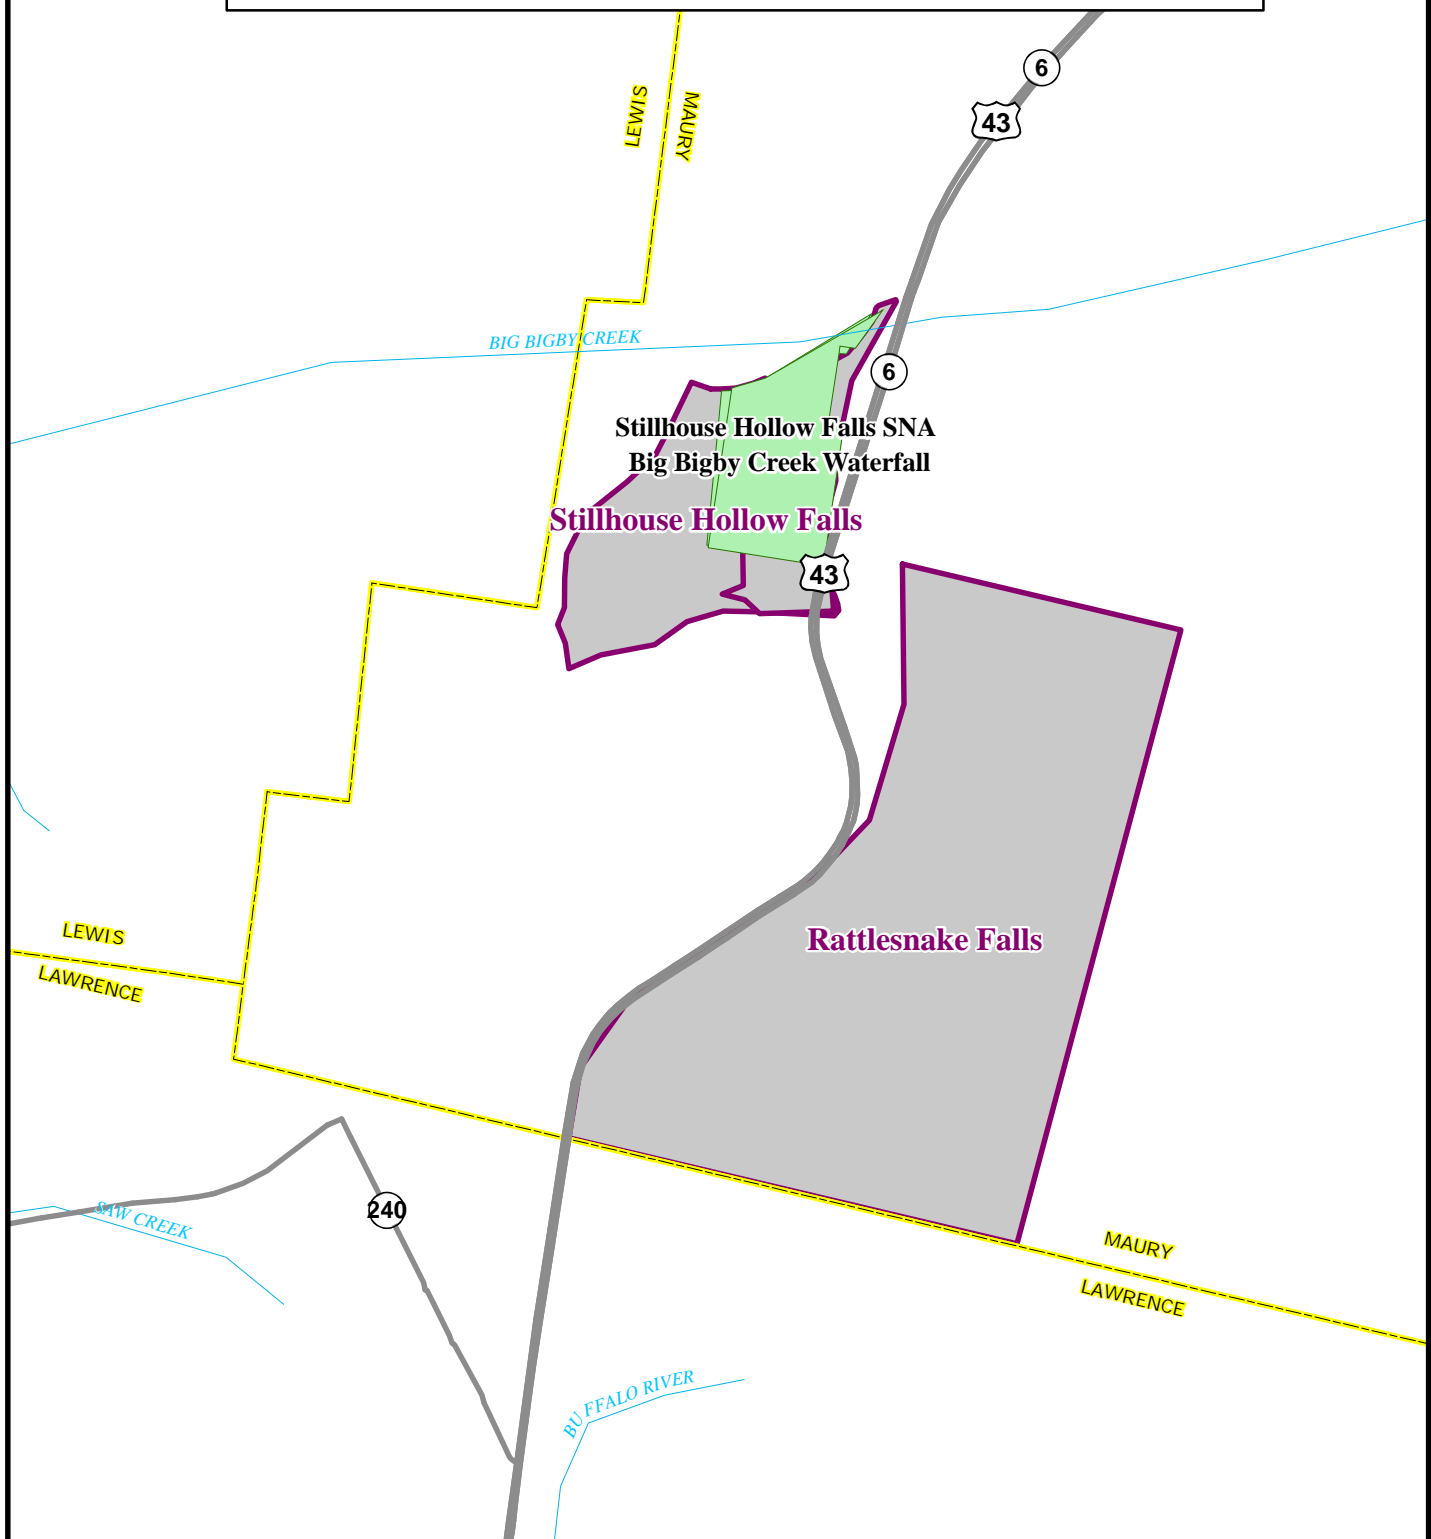 6
43
LEWIS
MAURY
BIG BIGBY CREEK
6
Stillhouse Hollow Falls SNA
Big Bigby Creek Waterfall
Stillhouse Hollow Falls
43
LEWIS
LAWRENCE
Rattlesnake Falls
SAW CREEK
240
MAURY
LAWRENCE
BUFFALO RIVER